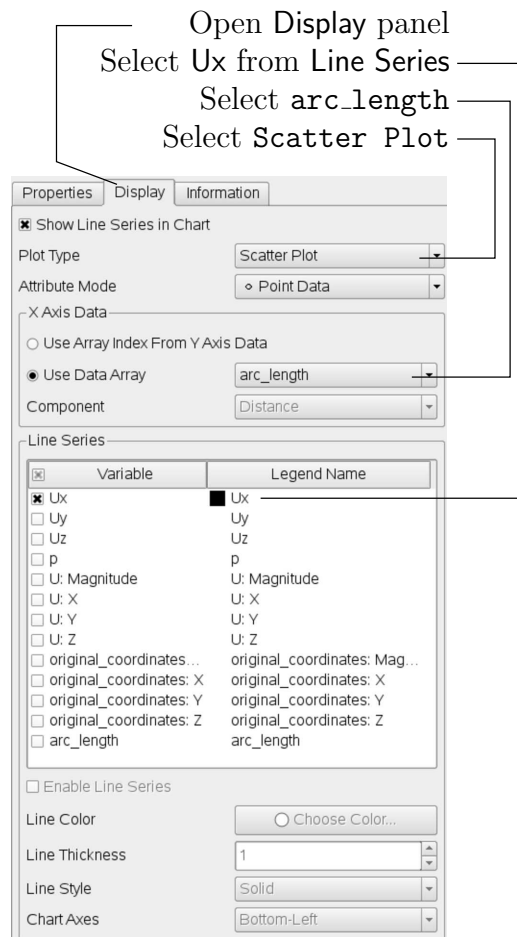 Open Display panel
Select Ux from Line Series
Select arc_length
Select Scatter Plot
Properties Display Information
Show Line Series in Chart
Plot Type Scatter Plot
Attribute Mode Point Data
X Axis Data
Use Array Index From Y Axis Data
Use Data Array arc_length
Component Distance
Line Series
Variable Legend Name
Ux Ux
Uy Uy
Uz Uz
p p
U: Magnitude U: Magnitude
U: X U: X
U: Y U: Y
U: Z U: Z
original_coordinates... original_coordinates: Mag...
original_coordinates: X original_coordinates: X
original_coordinates: Y original_coordinates: Y
original_coordinates: Z original_coordinates: Z
arc_length arc_length
Enable Line Series
Line Color Choose Color...
Line Thickness 1
Line Style Solid
Chart Axes Bottom-Left